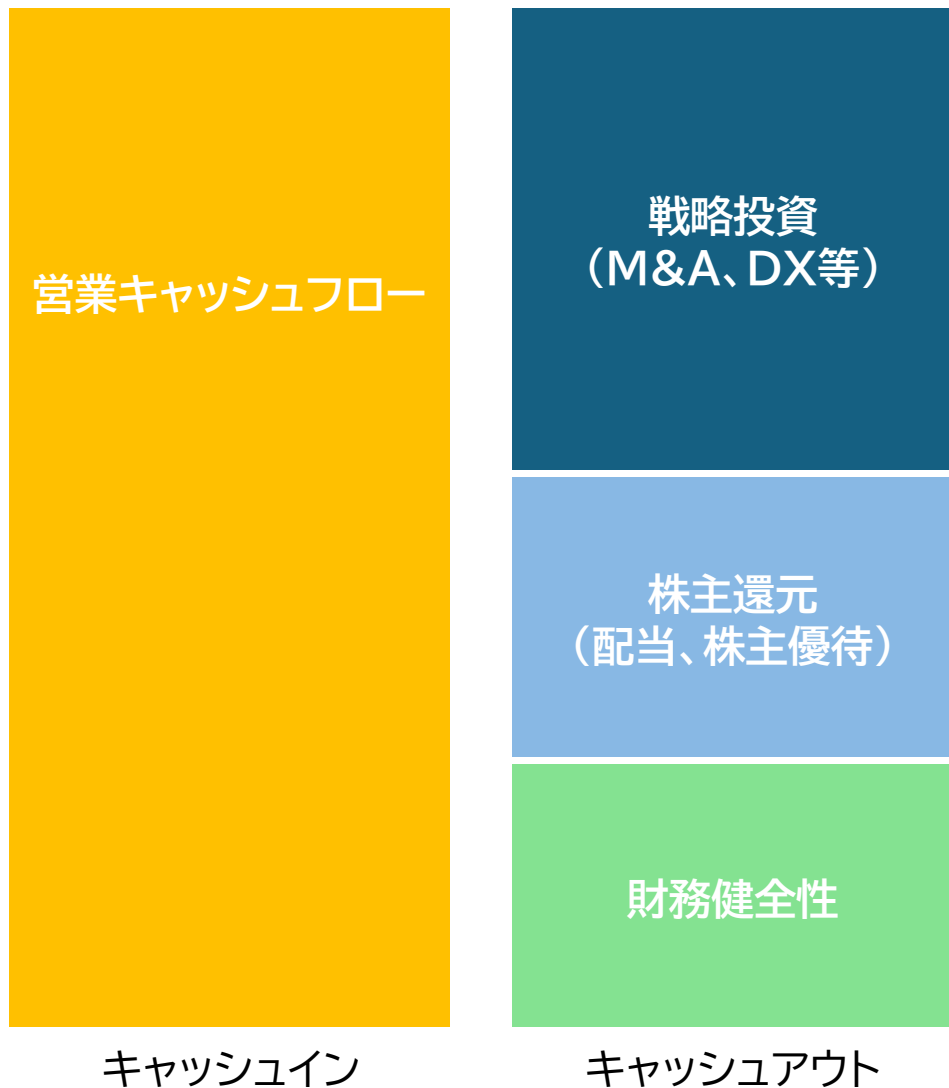 営業キャッシュフロー
戦略投資
（M&A、DX等）
株主還元
（配当、株主優待）
財務健全性
キャッシュイン
キャッシュアウト